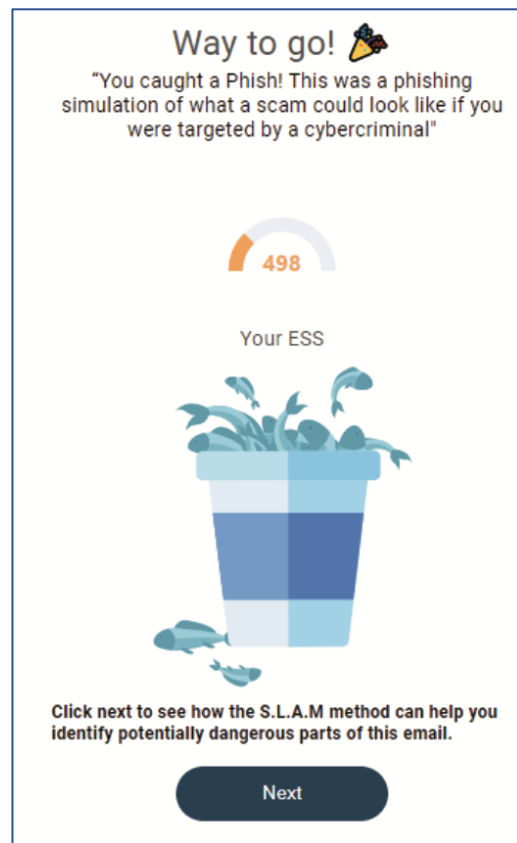 Way to go!
“You caught a Phish! This was a phishing
simulation of what a scam could look like if you
were targeted by a cybercriminal"
498
Your ESS
Click next to see how the S.L.A.M method can help you
identify potentially dangerous parts of this email.
Next